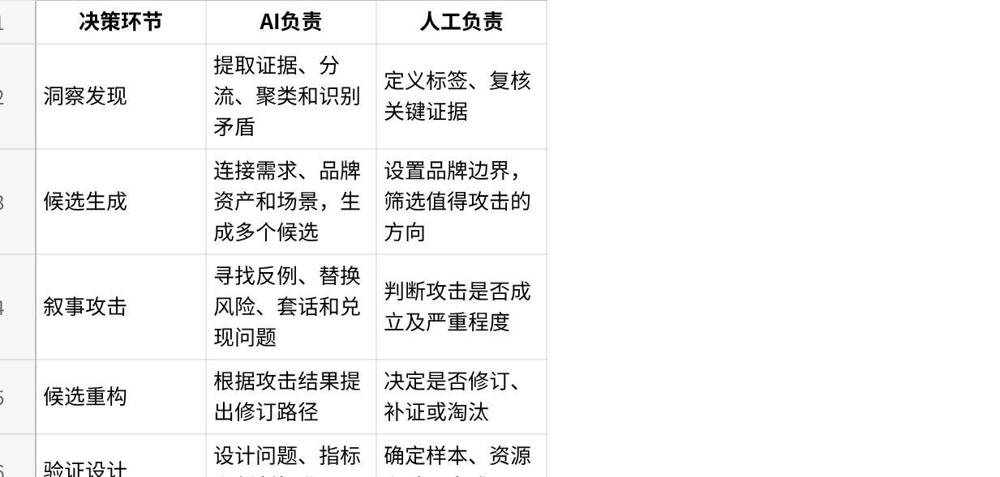 1 决策环节 AI负责 人工负责
2 洞察发现
提取证据、分
流、聚类和识别
矛盾
定义标签、复核
关键证据
3 候选生成
连接需求、品牌
资产和场景，生
成多个候选
设置品牌边界，
筛选值得攻击的
方向
4 叙事攻击
寻找反例、替换
风险、套话和兑
现问题
判断攻击是否成
立及严重程度
5 候选重构
根据攻击结果提
出修订路径
决定是否修订、
补证或淘汰
6 验证设计
设计问题、指标
确定样本、资源